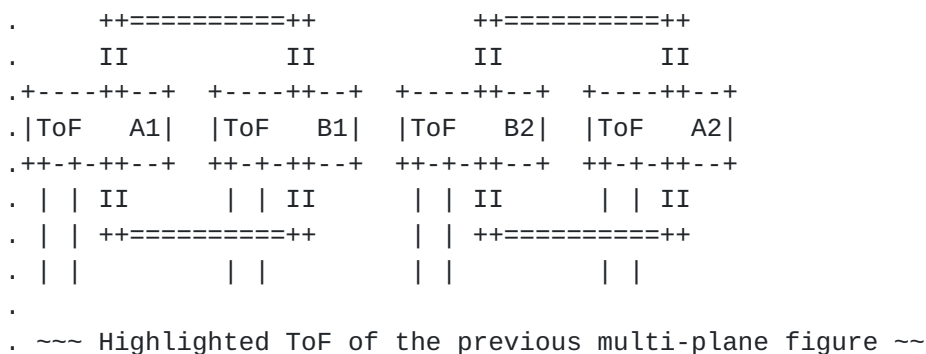 .      ++==========++          ++==========++
.      II          II          II          II
.+----++--+  +----++--+  +----++--+  +----++--+
.|ToF   A1|  |ToF   B1|  |ToF   B2|  |ToF   A2|
.++-+-++--+  ++-+-++--+  ++-+-++--+  ++-+-++--+
. | | II      | | II      | | II      | | II
. | | ++==========++      | | ++==========++
. | |         | |         | |         | |
.
. ~~~ Highlighted ToF of the previous multi-plane figure ~~